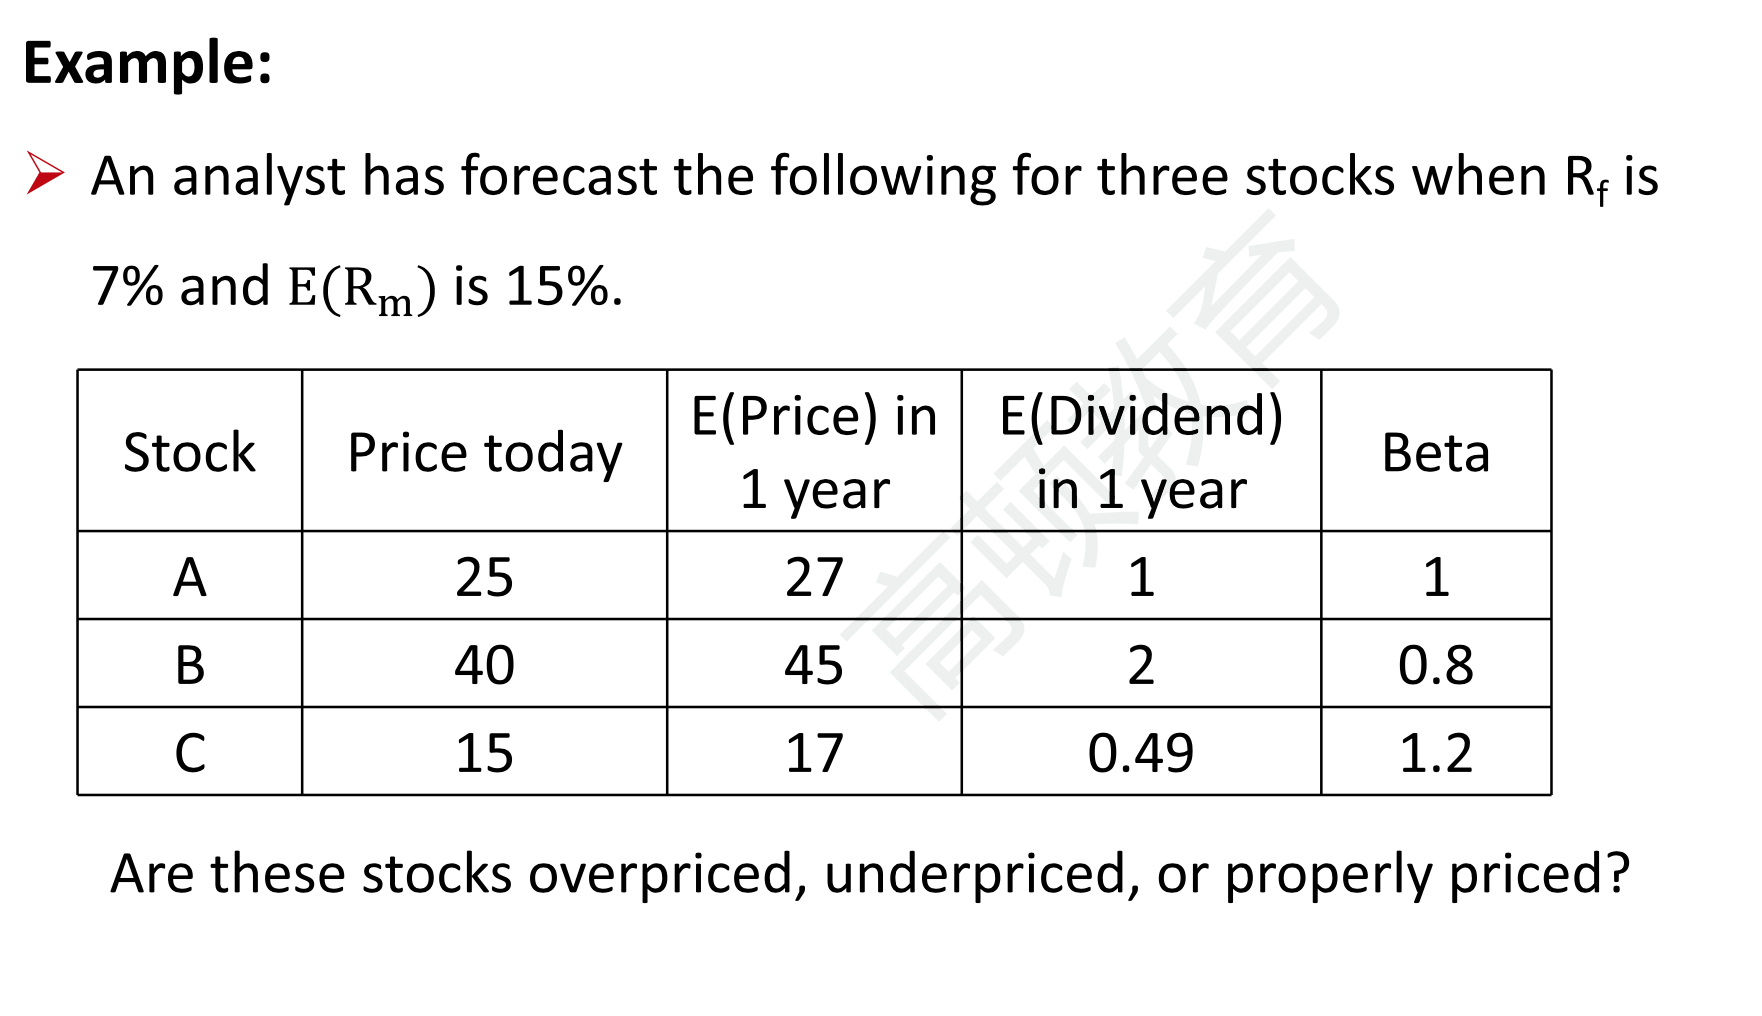 Example:
An analyst has forecast the following for three stocks when Rf is
7% and E(Rm) is 15%.
Stock Price today E(Price) in 1 year E(Dividend) in 1 year Beta
A 25 27 1 1
B 40 45 2 0.8
C 15 17 0.49 1.2
Are these stocks overpriced, underpriced, or properly priced?
高顿教育